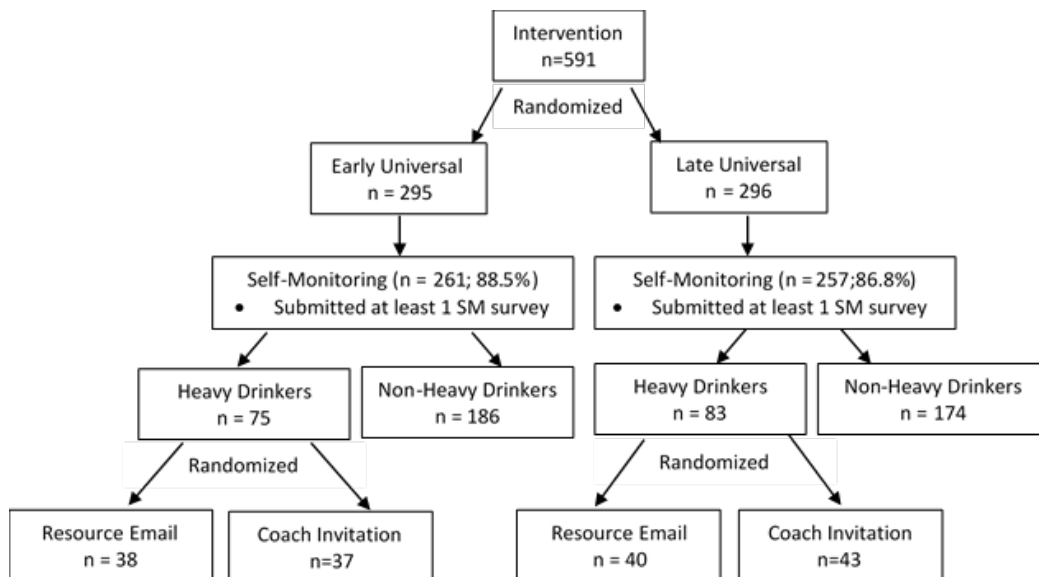 Intervention
n=591
Randomized
Early Universal
n = 295
Late Universal
n = 296
Self-Monitoring (n = 261; 88.5%)
• Submitted at least 1 SM survey
Self-Monitoring (n = 257;86.8%)
• Submitted at least 1 SM survey
Heavy Drinkers
n = 75
Non-Heavy Drinkers
n = 186
Heavy Drinkers
n = 83
Non-Heavy Drinkers
n = 174
Randomized
Randomized
Resource Email
n = 38
Coach Invitation
n=37
Resource Email
n = 40
Coach Invitation
n=43